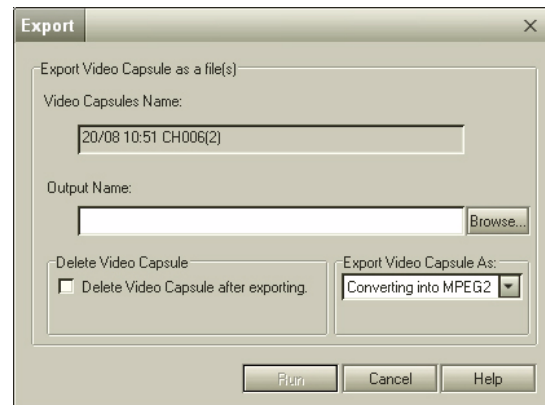 Export
Export Video Capsule as a file(s)
Video Capsules Name:
20/08 10:51 CH006(2)
Output Name:
Browse...
Delete Video Capsule
Delete Video Capsule after exporting.
Export Video Capsule As:
Converting into MPEG2
Run
Cancel
Help